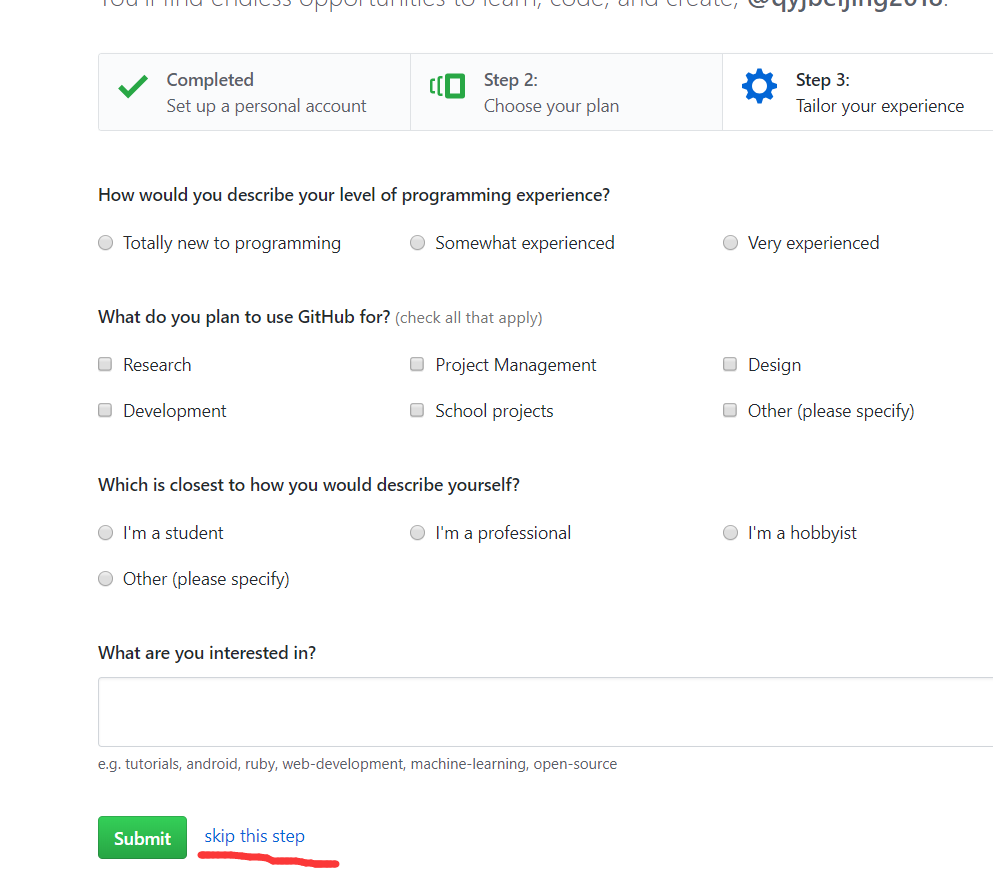 You'll find endless opportunities to learn, code, and create, @qyjbeijing2018.
Completed
Set up a personal account
Step 2:
Choose your plan
Step 3:
Tailor your experience
How would you describe your level of programming experience?
Totally new to programming
Somewhat experienced
Very experienced
What do you plan to use GitHub for? (check all that apply)
Research
Project Management
Design
Development
School projects
Other (please specify)
Which is closest to how you would describe yourself?
I'm a student
I'm a professional
I'm a hobbyist
Other (please specify)
What are you interested in?
e.g. tutorials, android, ruby, web-development, machine-learning, open-source
Submit
skip this step